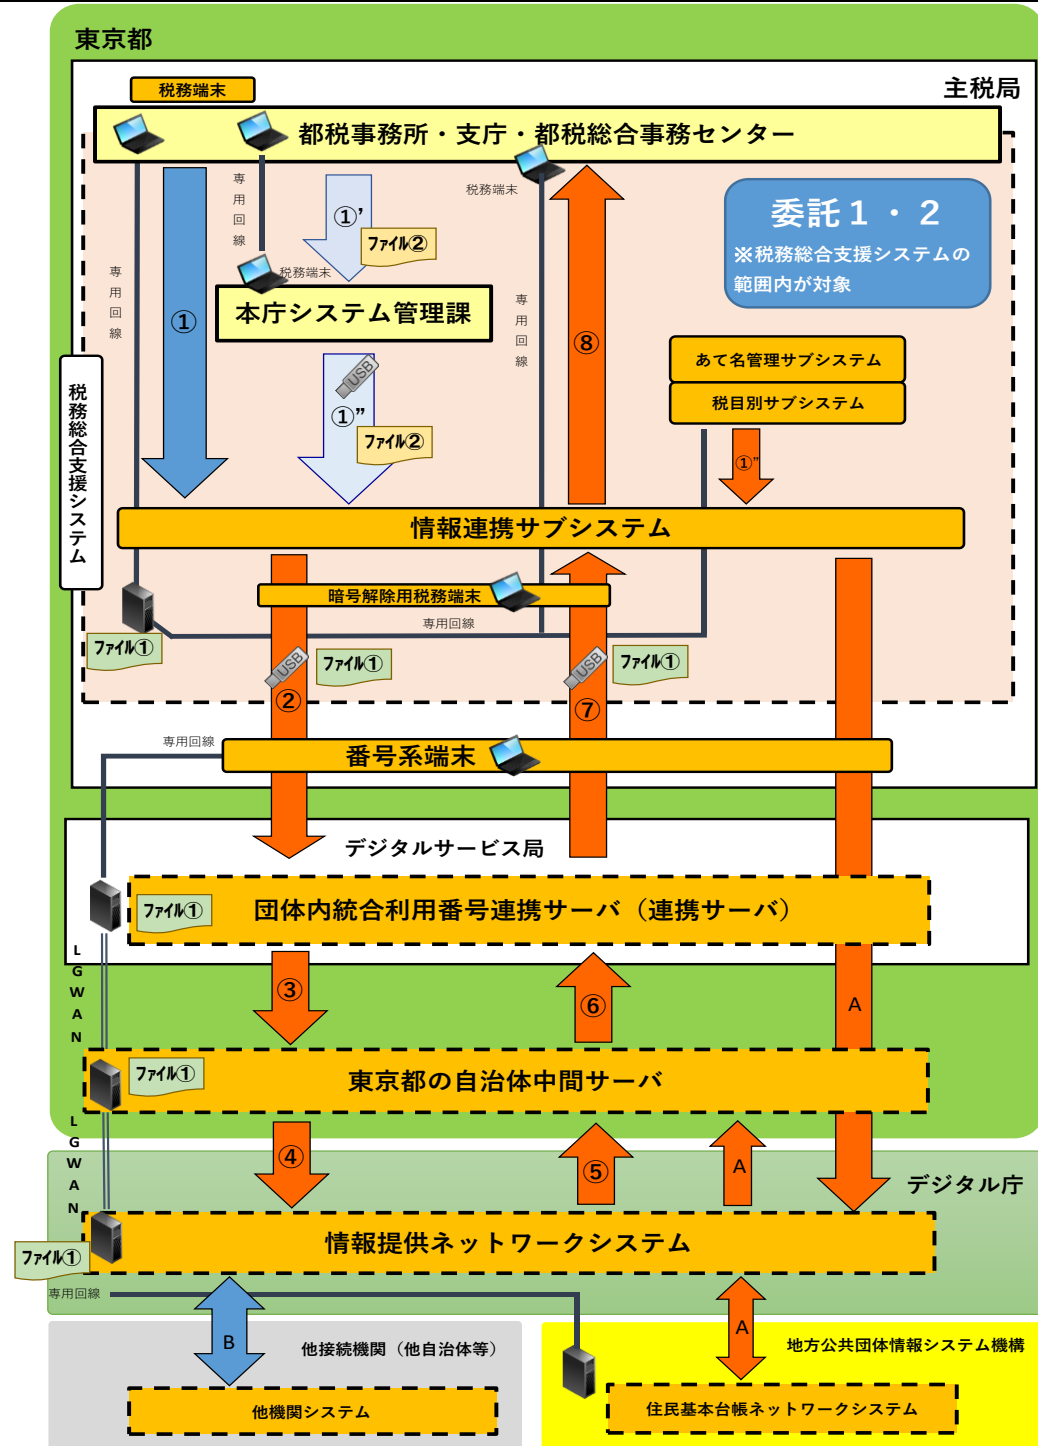 東京都
主税局
税務端末
都税事務所・支庁・都税総合事務センター
税務端末
専用回線
①'
ファイル②
委託１・２
※税務総合支援システムの
範囲内が対象
専用回線
税務端末
本庁システム管理課
①
専用回線
⑧
あて名管理サブシステム
税目別サブシステム
税務総合支援システム
USB
①”
ファイル②
①”
情報連携サブシステム
暗号解除用税務端末
専用回線
ファイル①
USB
ファイル①
USB
ファイル①
②
⑦
専用回線
番号系端末
デジタルサービス局
ファイル①
団体内統合利用番号連携サーバ（連携サーバ）
LGWAN
③
⑥
A
ファイル①
東京都の自治体中間サーバ
LGWAN
④
⑤
A
デジタル庁
情報提供ネットワークシステム
ファイル①
専用回線
B
他接続機関（他自治体等）
A
地方公共団体情報システム機構
他機関システム
住民基本台帳ネットワークシステム